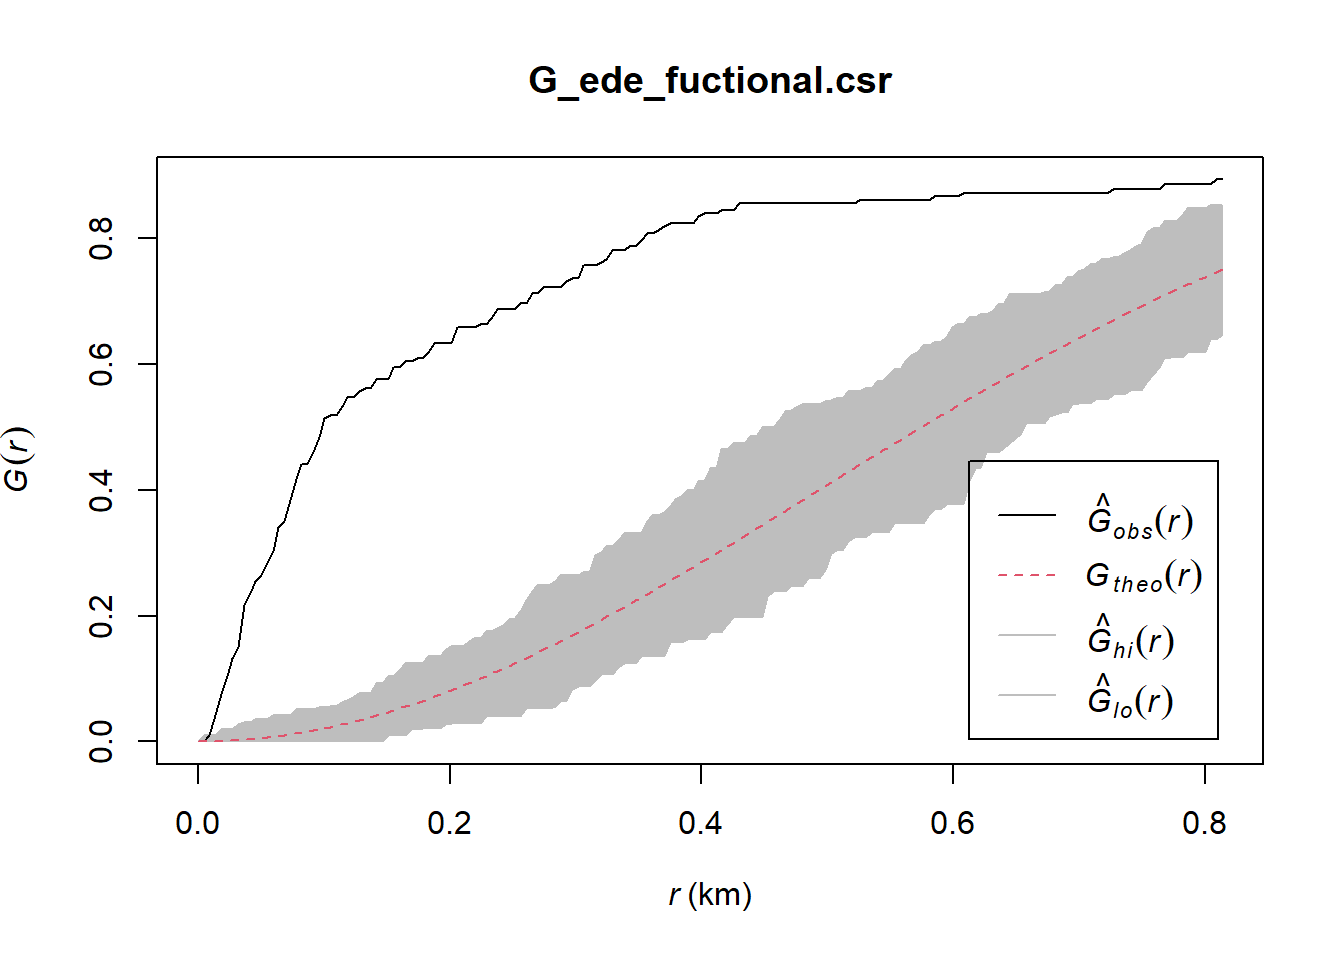 G_ede_fuctional.csr
G(r)
0.8
0.6
0.4
0.2
0.0
Ĝobs(r)
Gtheo(r)
Ĝhi(r)
Ĝlo(r)
0.0 0.2 0.4 0.6 0.8
r (km)